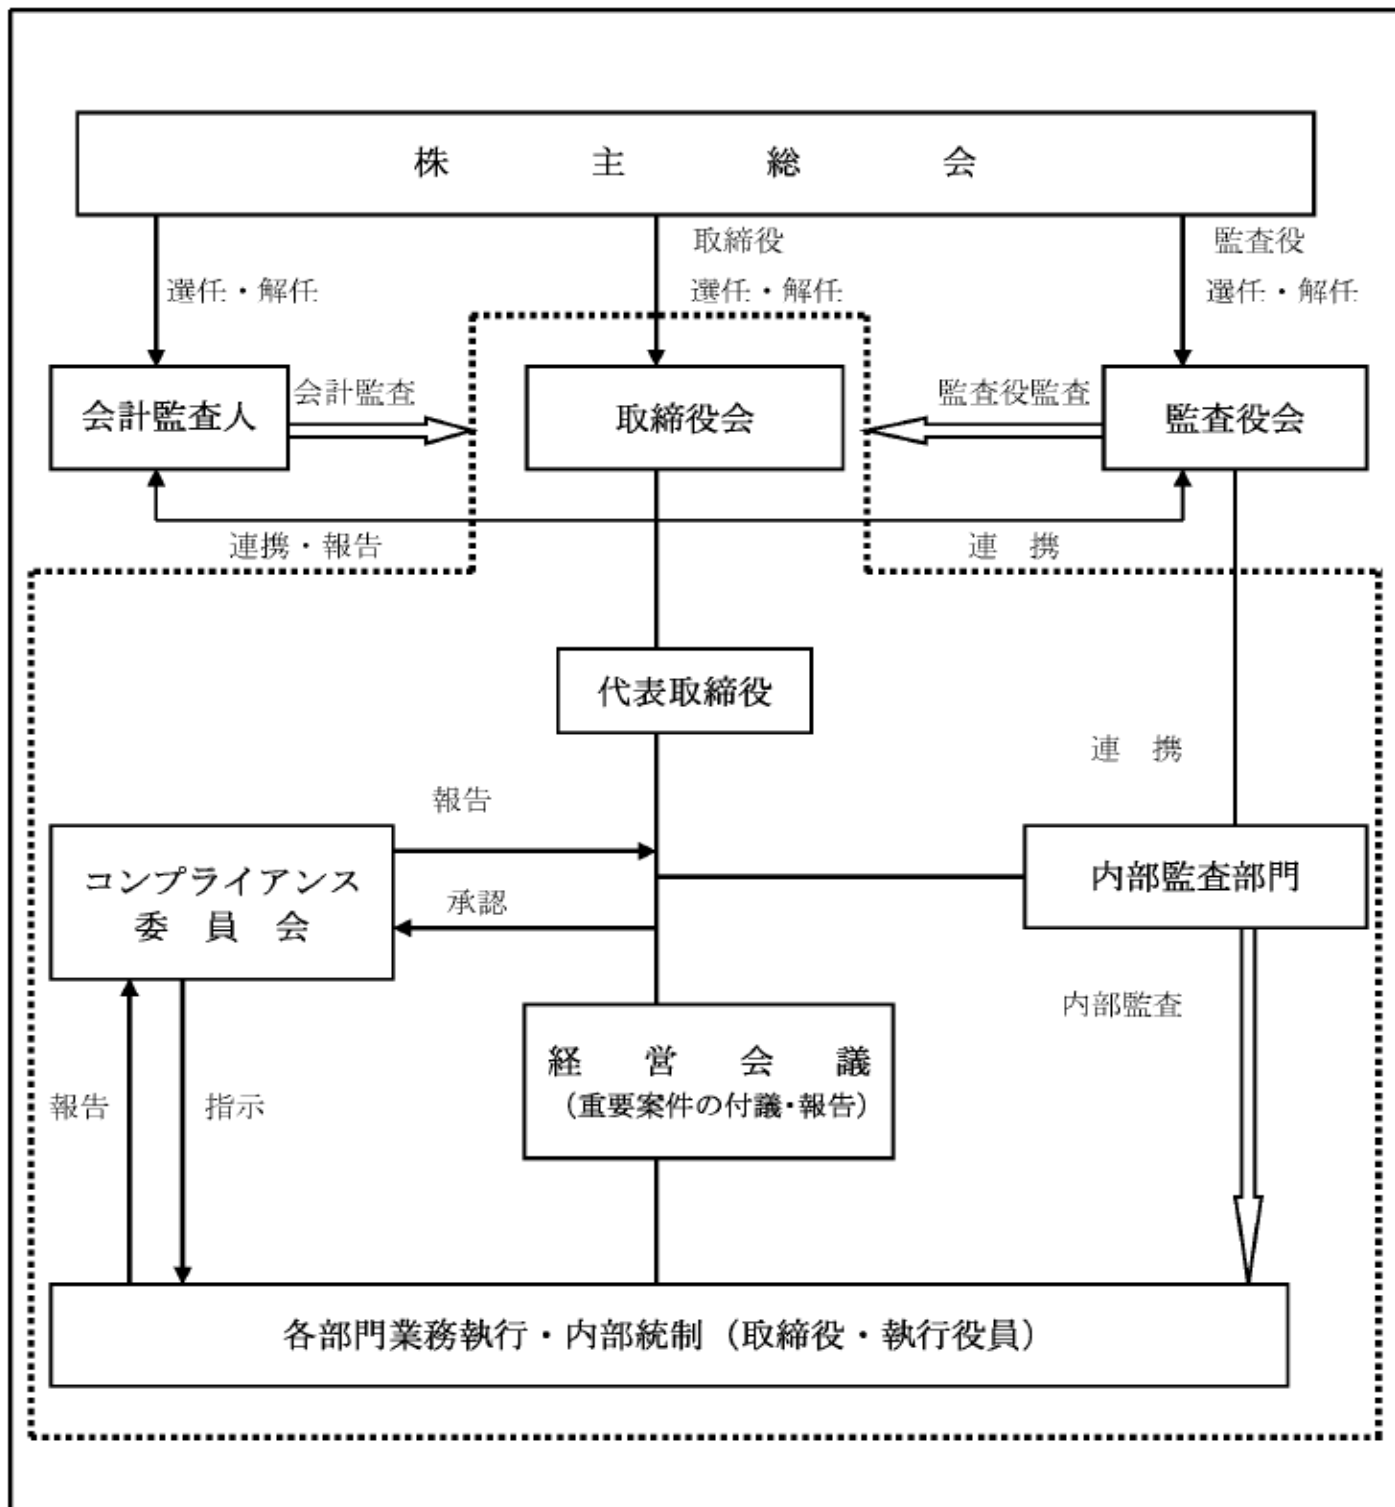 株主総会
取締役
監査役
選任・解任
選任・解任
選任・解任
会計監査人
会計監査
取締役会
監査役監査
監査役会
連携・報告
連　携
代表取締役
連　携
報告
コンプライアンス
委　員　会
承認
内部監査部門
内部監査
経　営　会　議
（重要案件の付議・報告）
報告
指示
各部門業務執行・内部統制（取締役・執行役員）